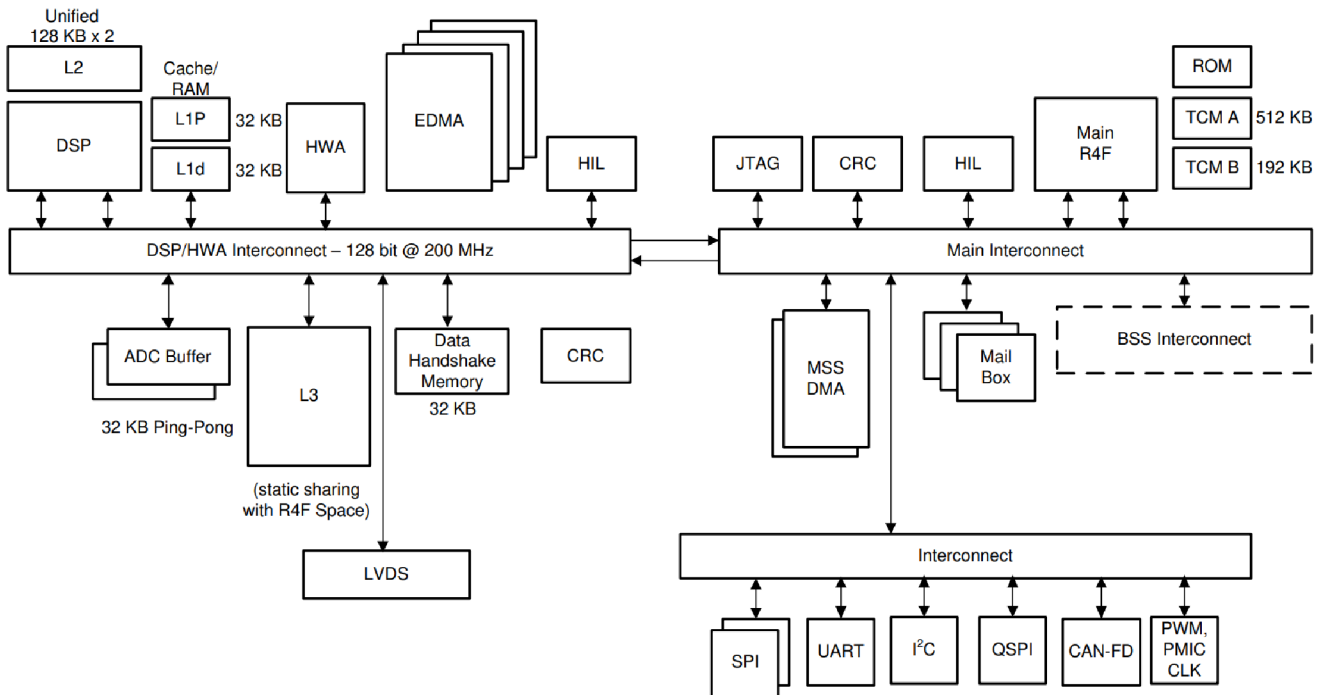 Unified
128 KB x 2
L2
Cache/
RAM
DSP
L1P
32 KB
L1d
32 KB
HWA
EDMA
HIL
JTAG
CRC
HIL
Main
R4F
ROM
TCM A
512 KB
TCM B
192 KB
DSP/HWA Interconnect – 128 bit @ 200 MHz
Main Interconnect
ADC Buffer
32 KB Ping-Pong
L3
(static sharing
with R4F Space)
Data
Handshake
Memory
32 KB
CRC
LVDS
MSS
DMA
Mail
Box
BSS Interconnect
Interconnect
SPI
UART
I²C
QSPI
CAN-FD
PWM,
PMIC
CLK